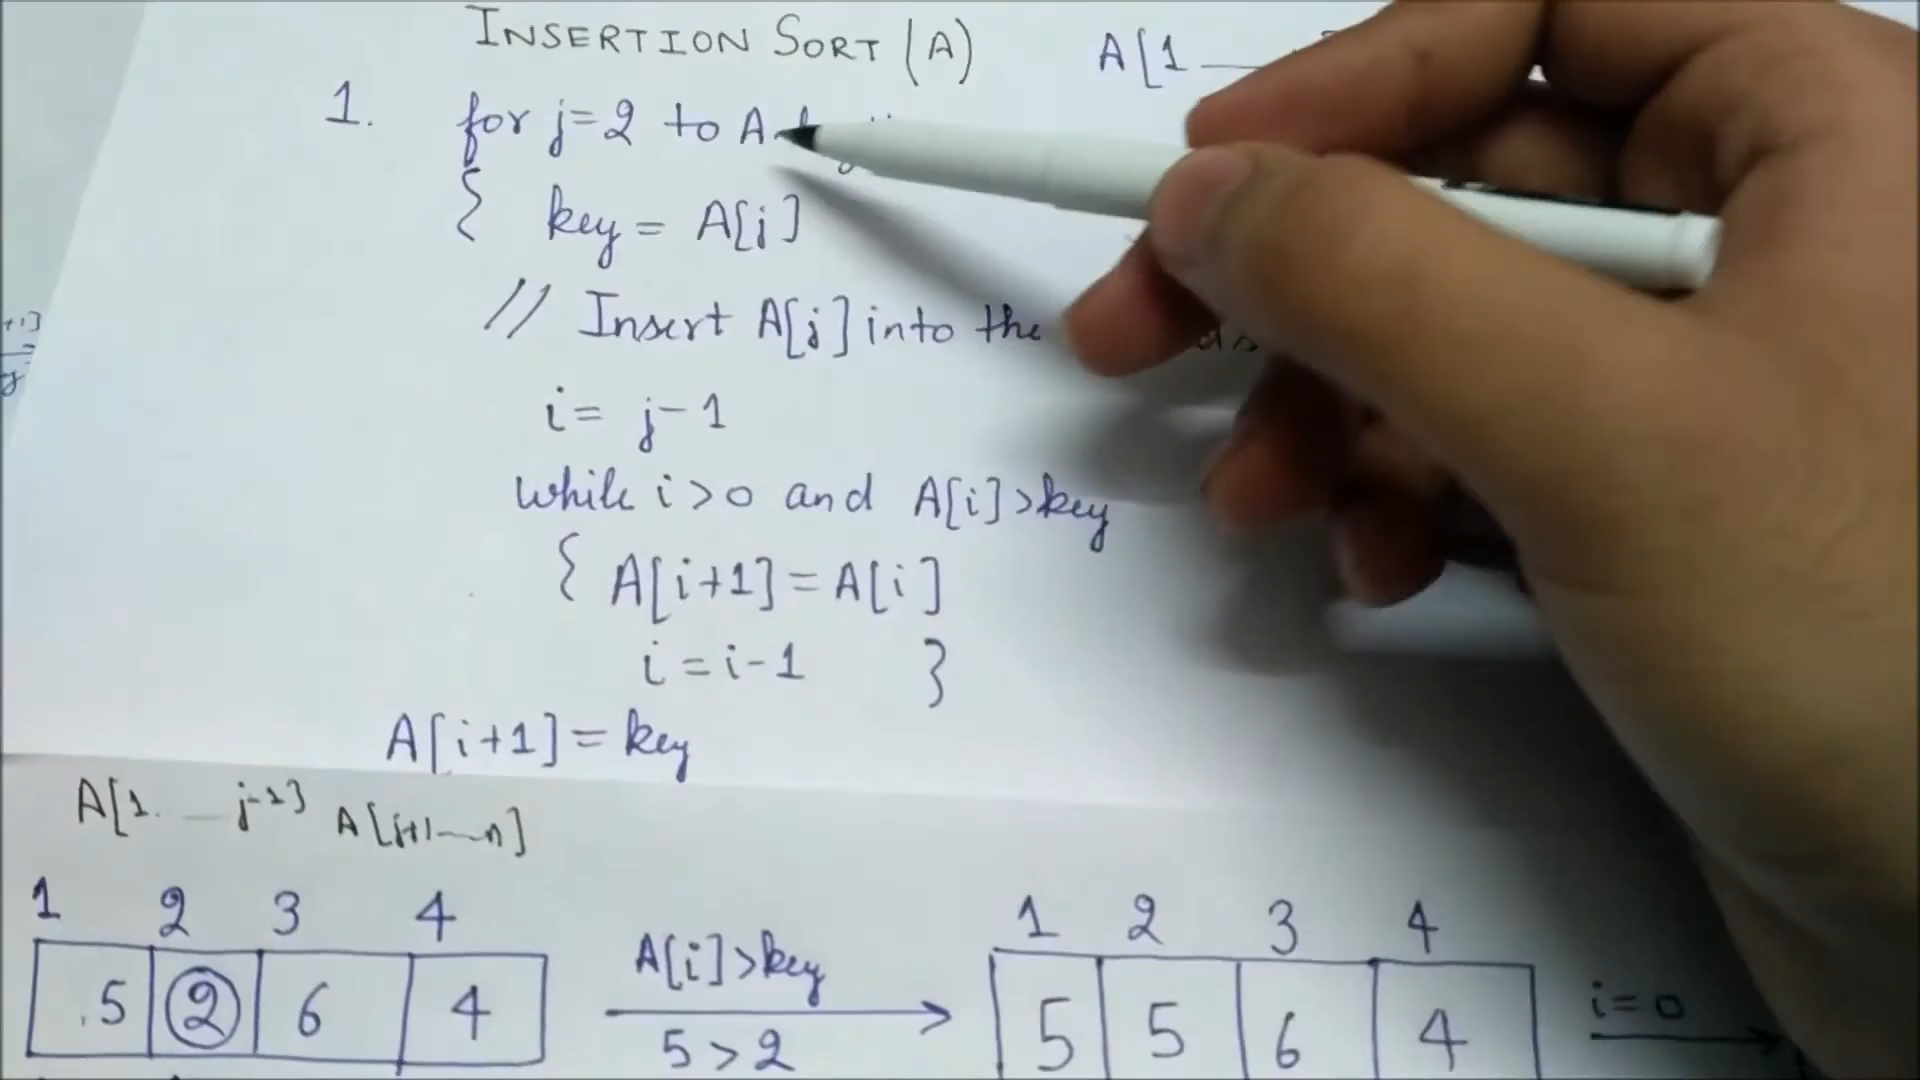 INSERTION SORT (A) A[1
1. for j=2 to A.
{ key = A[j]
// Insert A[j] into the
i= j-1
while i>0 and A[i]>key
{ A[i+1]=A[i]
i=i-1 }
A[i+1]=key
A[1. __ j-1] A[j+1__n]
1 2 3 4
.5 2 6 4
A[i]>key
5>2
1 2 3 4
5 5 6 4
i=0